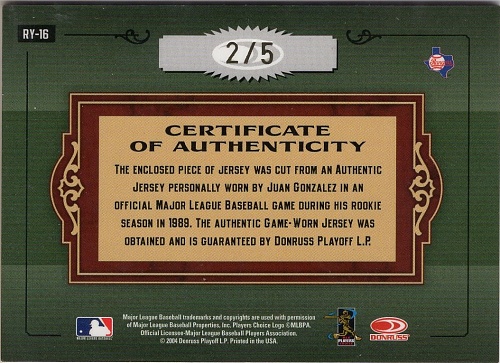 RY-16
2/5
Rangers
CERTIFICATE
OF AUTHENTICITY
THE ENCLOSED PIECE OF JERSEY WAS CUT FROM AN AUTHENTIC
JERSEY PERSONALLY WORN BY JUAN GONZALEZ IN AN
OFFICIAL MAJOR LEAGUE BASEBALL GAME DURING HIS ROOKIE
SEASON IN 1989. THE AUTHENTIC GAME-WORN JERSEY WAS
OBTAINED AND IS GUARANTEED BY DONRUSS PLAYOFF L.P.
Major League Baseball trademarks and copyrights are used with permission
of Major League Baseball Properties, Inc. Players Choice Logo ©MLBPA.
Official Licensee-Major League Baseball Players Association.
© 2004 Donruss Playoff L.P. Printed in the USA.
DONRUSS